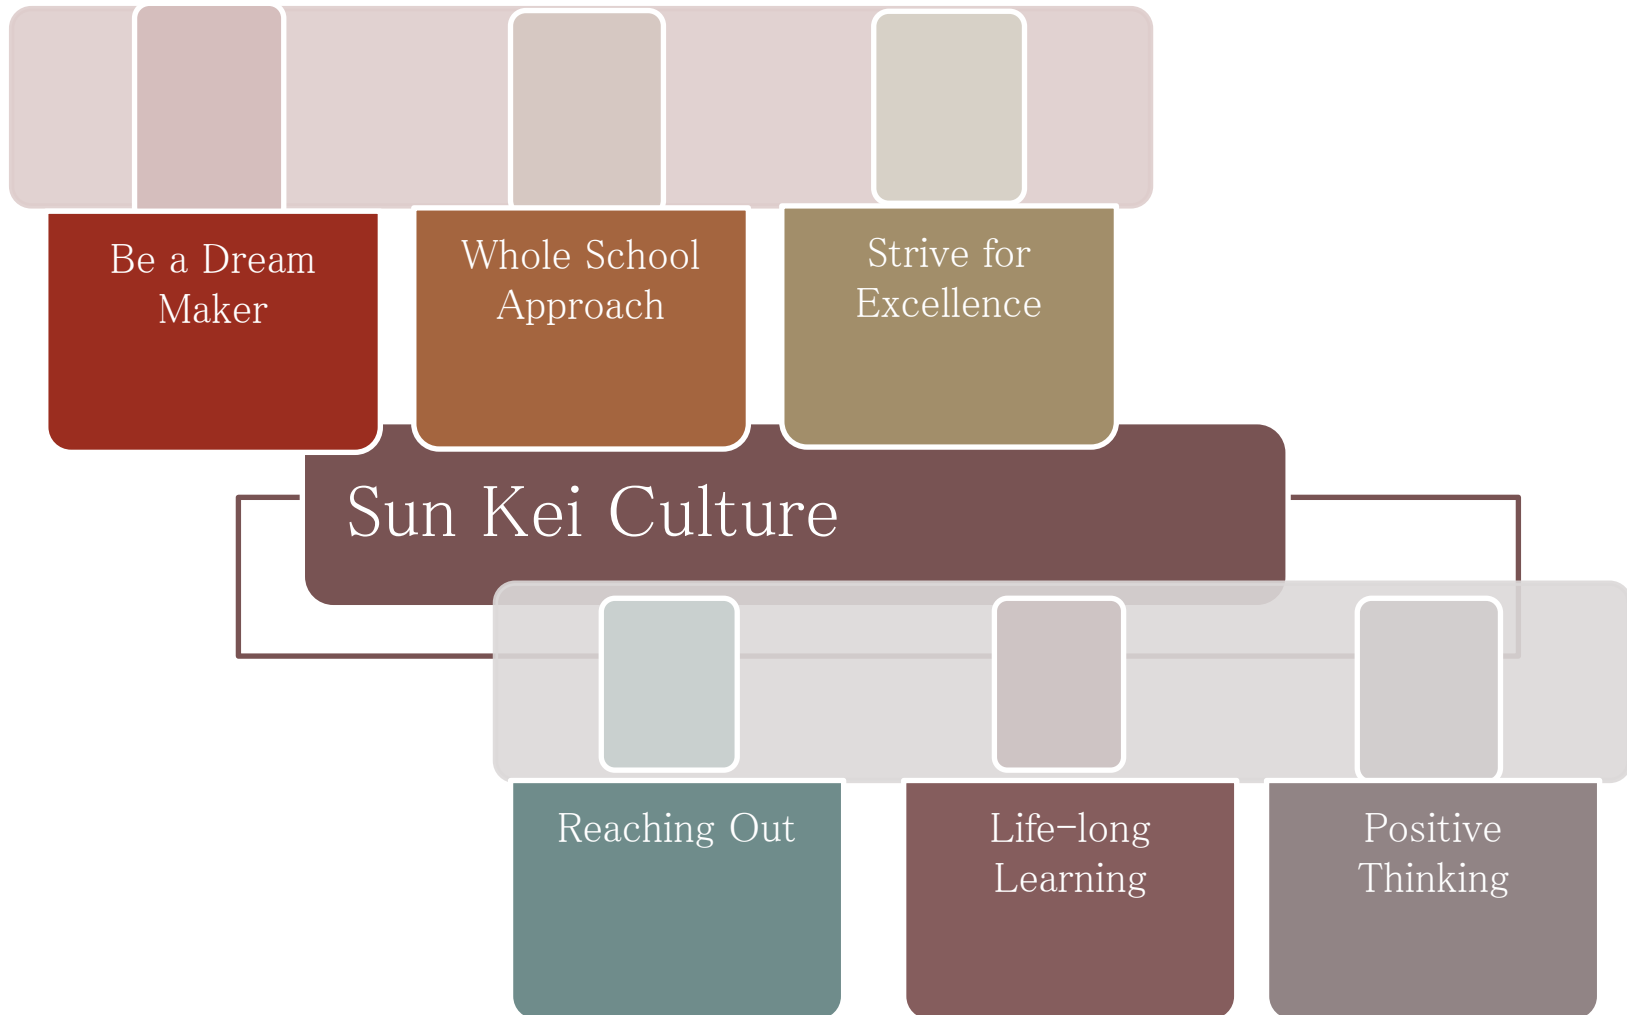 Be a Dream
Maker
Whole School
Approach
Strive for
Excellence
Sun Kei Culture
Reaching Out
Life-long
Learning
Positive
Thinking